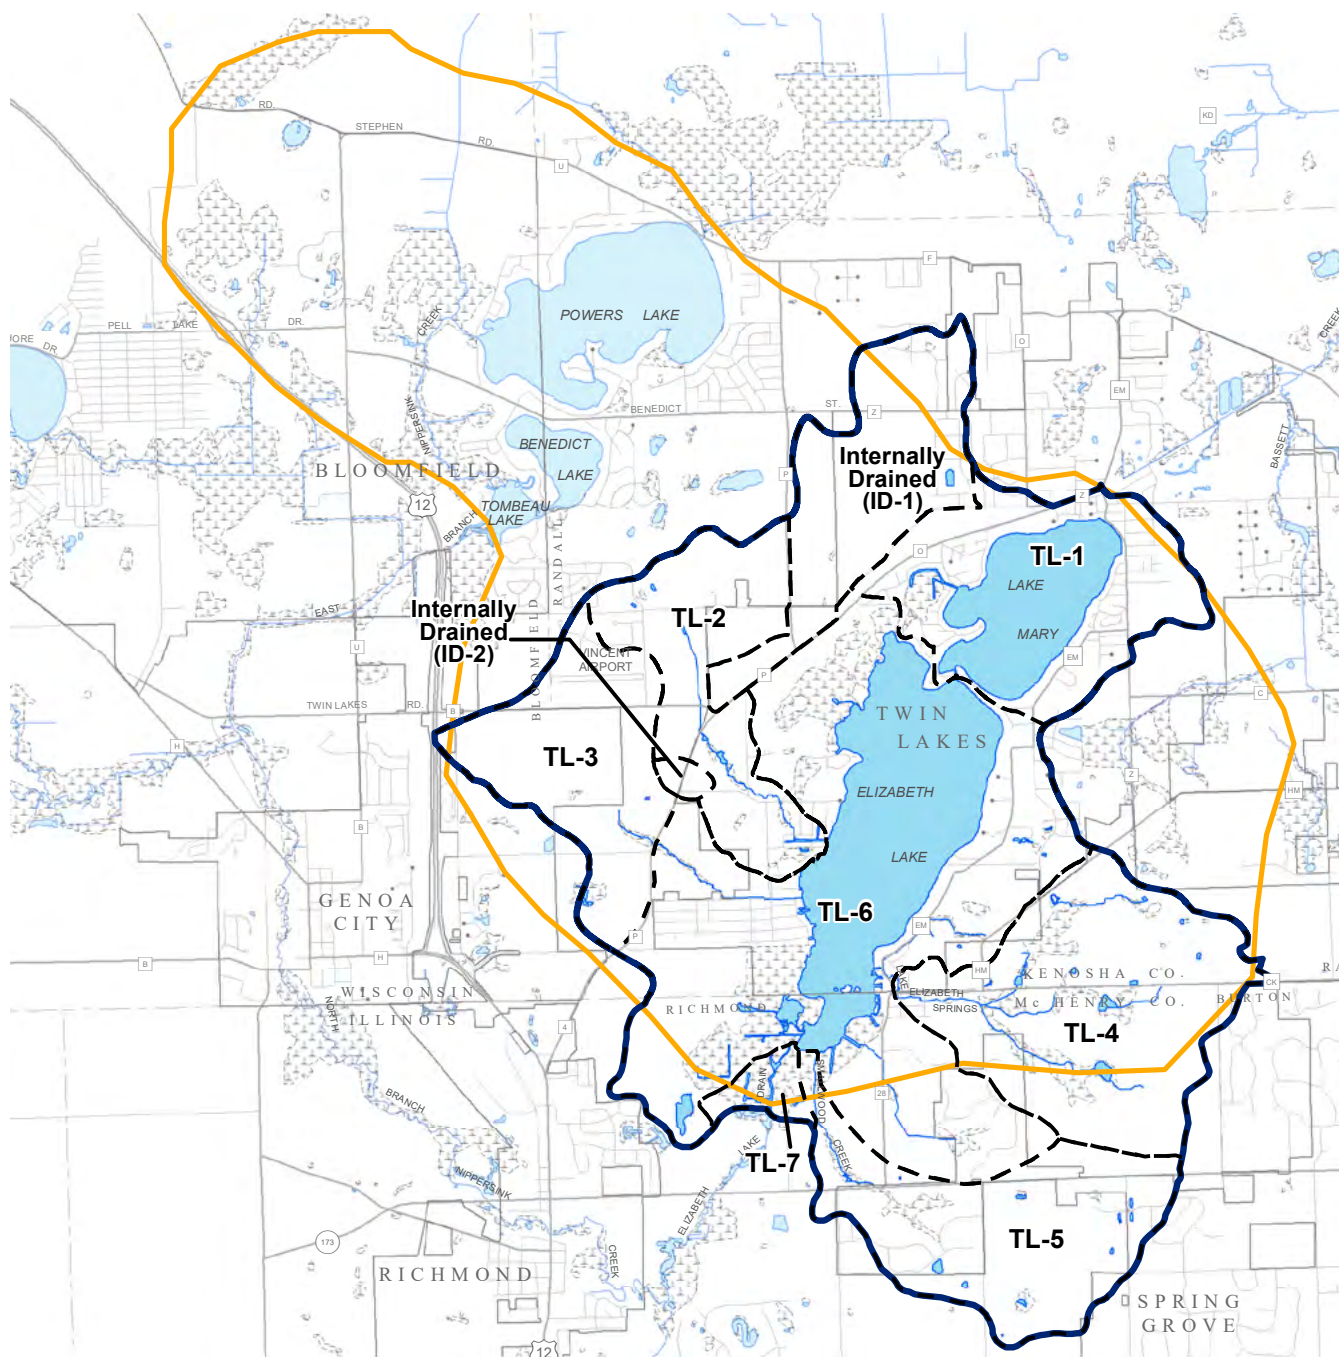 KD
RD.
STEPHEN
RD.
U
F
CREEK
POWERS LAKE
PELL LAKE DR.
DR.
O
EM
CREEK
NIPPERSINK
BENEDICT
ST.
Z
BENEDICT
LAKE
BASSETT
BLOOMFIELD
P
Internally
Drained
(ID-1)
12
TOMBEAU
LAKE
Z
BRANCH
RANDALL
O
TL-1
LAKE
MARY
EAST
Internally
Drained
(ID-2)
BLOOMFIELD
TL-2
U
VINCENT
AIRPORT
P
EM
C
TWIN LAKES RD.
B
H
TWIN
LAKES
TL-3
Z
ELIZABETH
LAKE
HM
B
GENOA
CITY
TL-6
EM
P
B
H
HM
KENOSHA CO.
CK
WISCONSIN
ILLINOIS
NORTH
RICHMOND
LAKE
ELIZABETH
SPRINGS
Mc HENRY CO.
BURTON
4
TL-4
DRAIN
28
BRANCH
CREEK
LAKE
TL-7
NIPPERSINK
ELIZABETH
173
TL-5
CREEK
RICHMOND
SPRING
GROVE
12